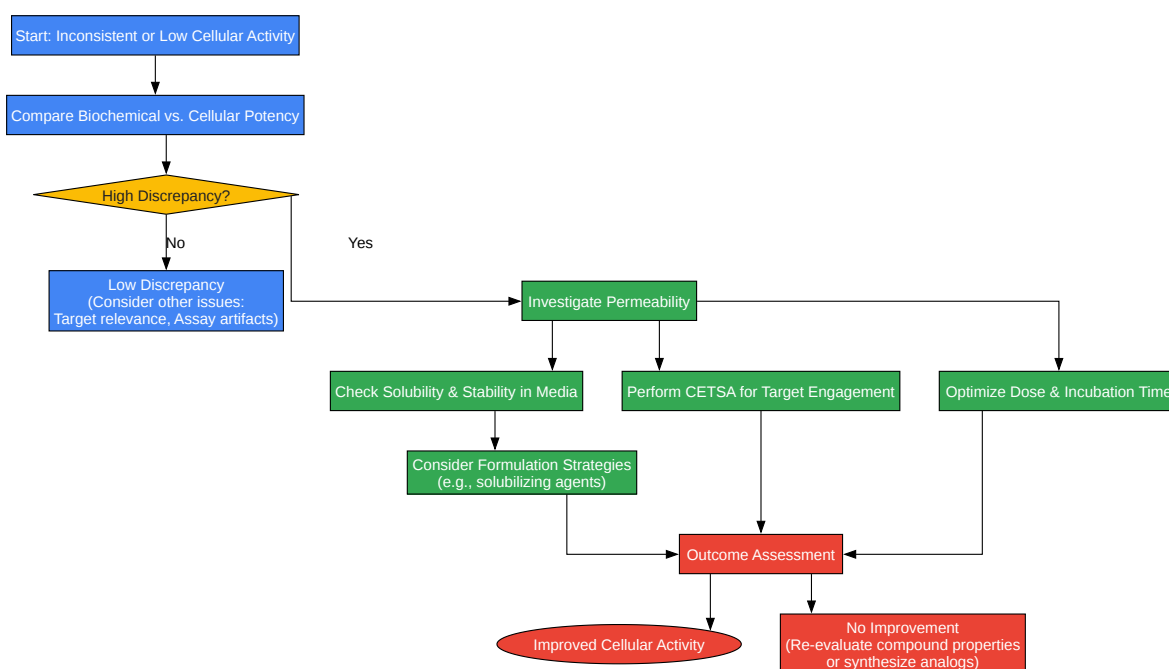 Start: Inconsistent or Low Cellular Activity
Compare Biochemical vs. Cellular Potency
High Discrepancy?
No
Yes
Low Discrepancy
(Consider other issues:
Target relevance, Assay artifacts)
Investigate Permeability
Check Solubility & Stability in Media
Perform CETSA for Target Engagement
Optimize Dose & Incubation Time
Consider Formulation Strategies
(e.g., solubilizing agents)
Outcome Assessment
Improved Cellular Activity
No Improvement
(Re-evaluate compound properties
or synthesize analogs)